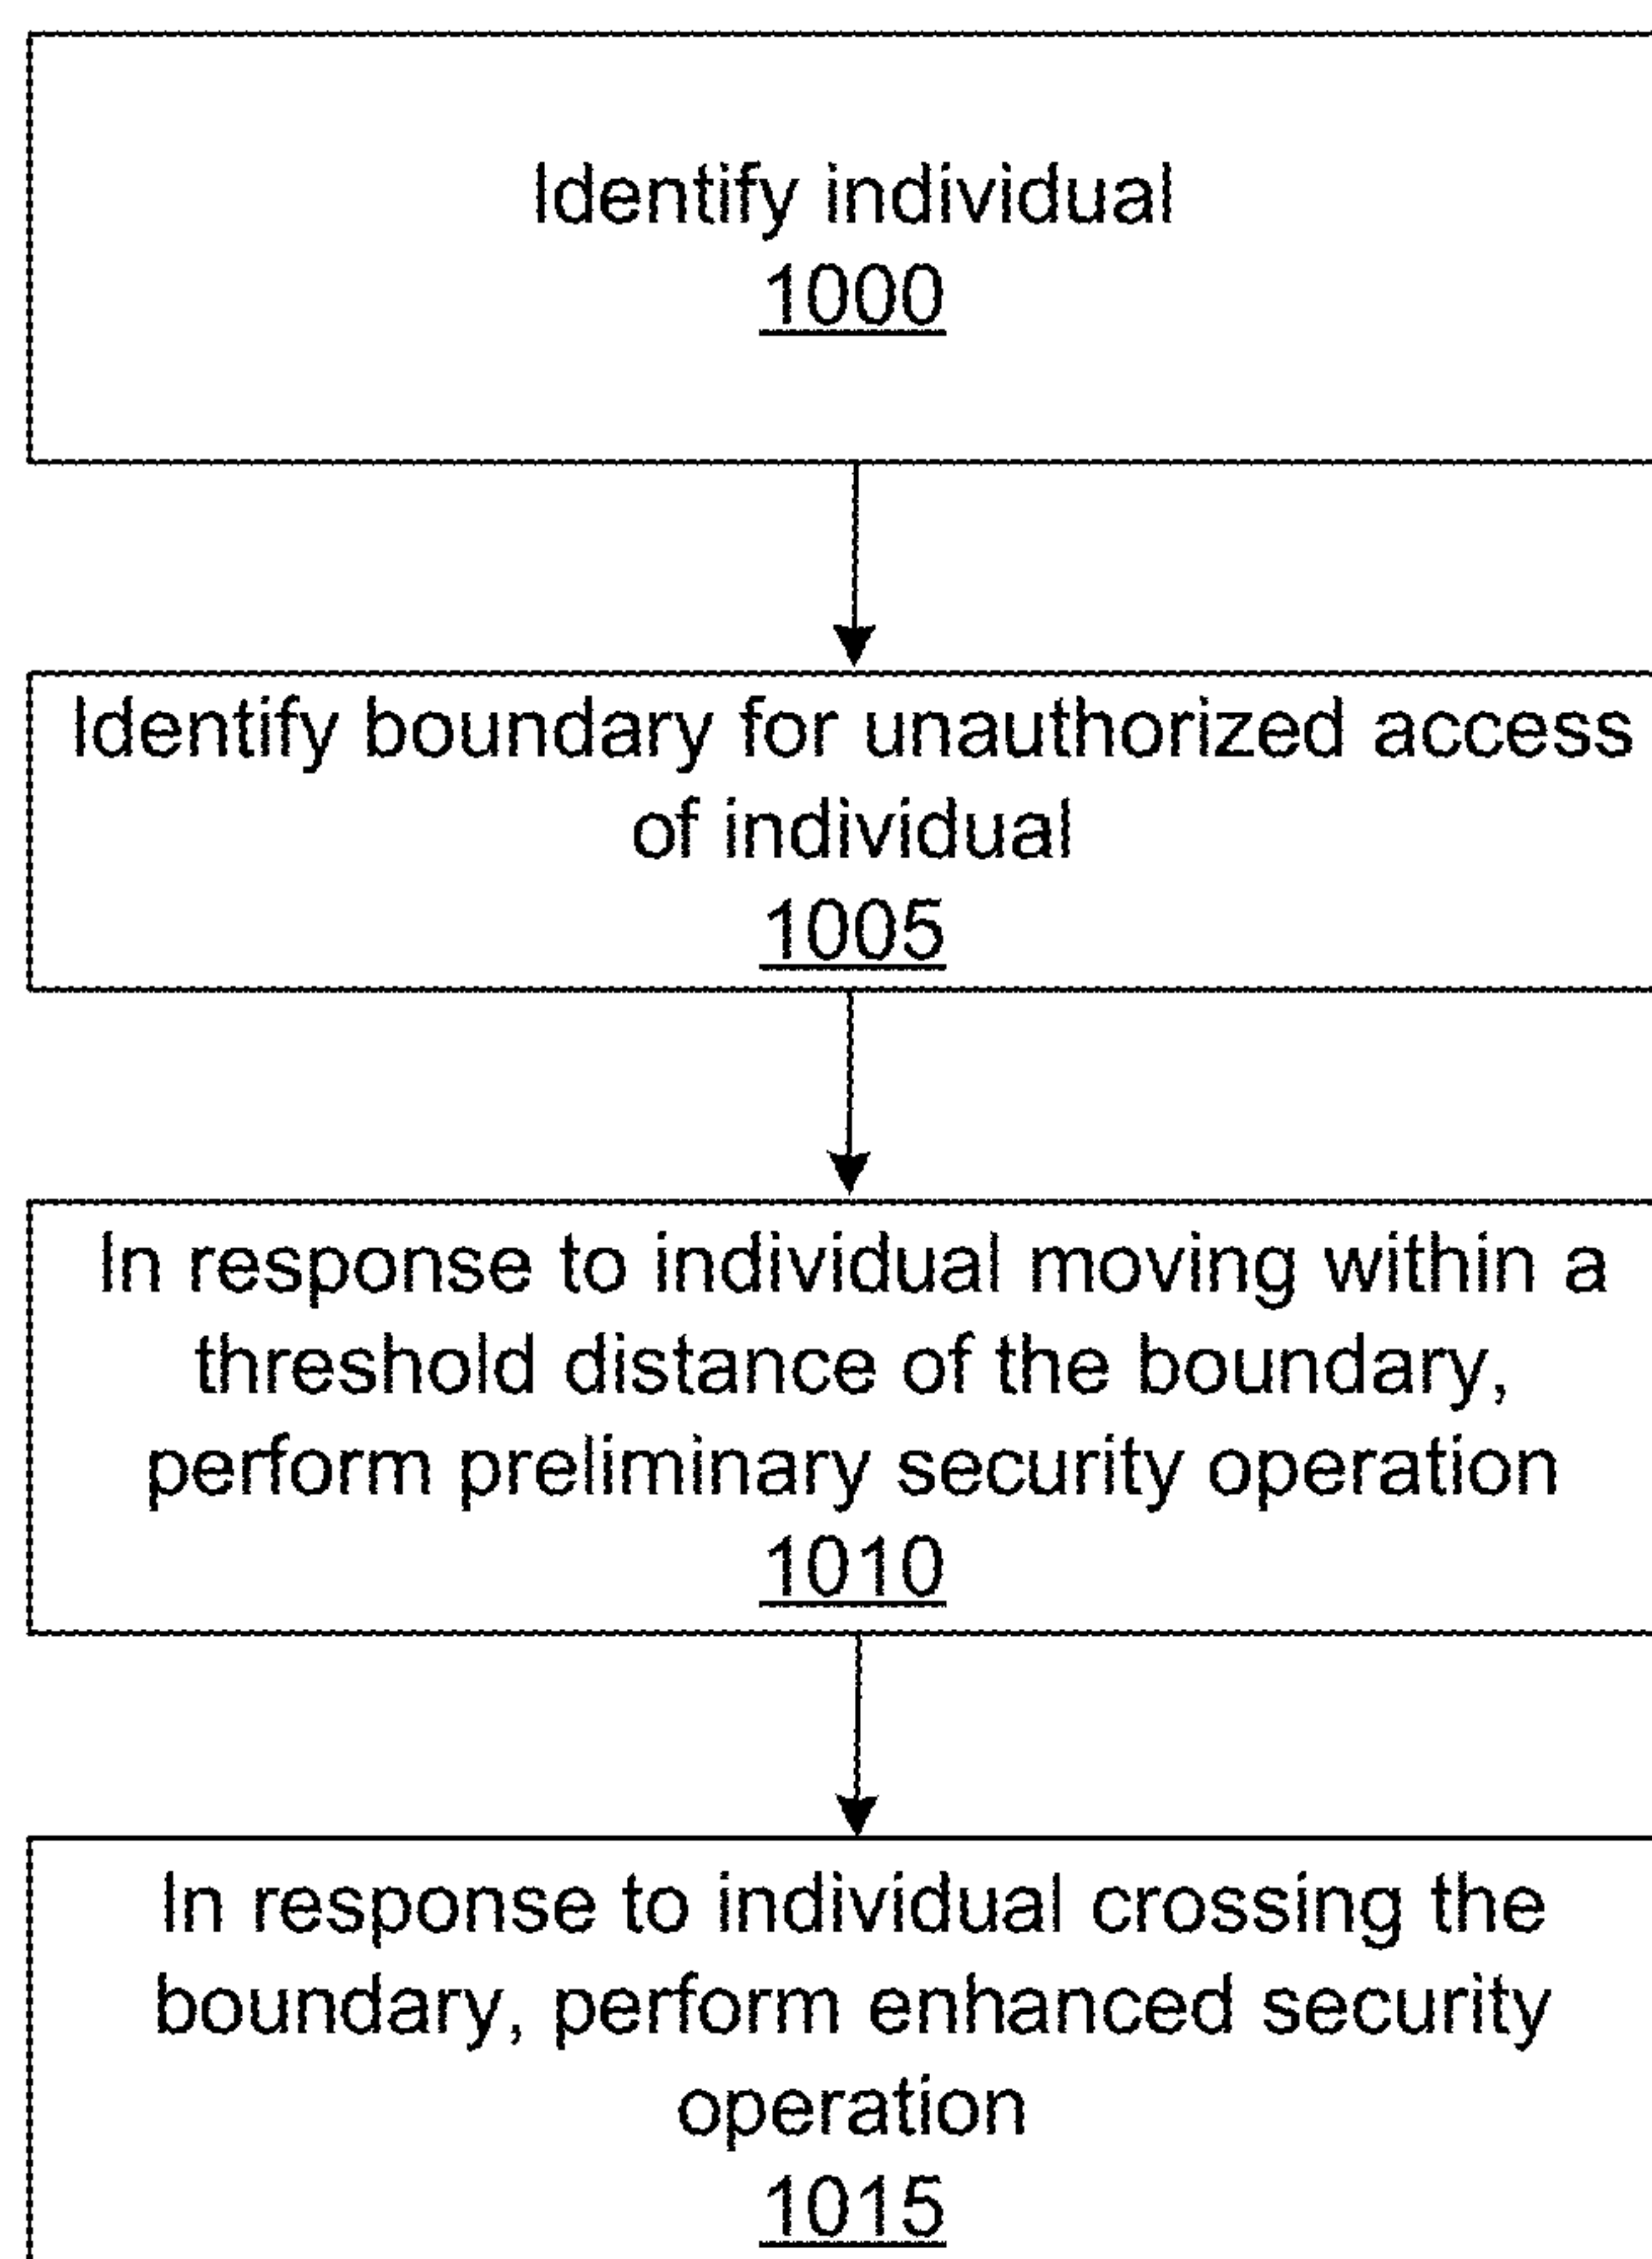 Identify individual
1000
Identify boundary for unauthorized access
of individual
1005
In response to individual moving within a
threshold distance of the boundary,
perform preliminary security operation
1010
In response to individual crossing the
boundary, perform enhanced security
operation
1015